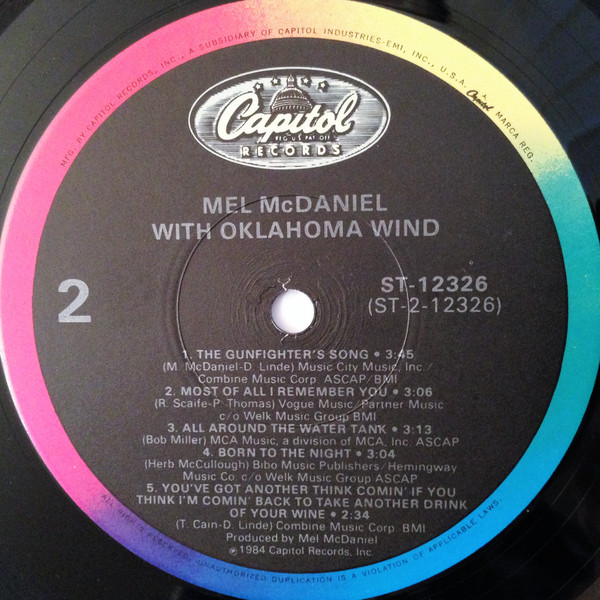 MFG. BY CAPITOL RECORDS, INC., A SUBSIDIARY OF CAPITOL INDUSTRIES-EMI, INC., U.S.A. Capitol MARCA REG.
Capitol
REG. U.S. PAT. OFF.
RECORDS
MEL McDANIEL
WITH OKLAHOMA WIND
2
ST-12326
(ST-2-12326)
1. THE GUNFIGHTER'S SONG • 3:45
(M. McDaniel-D. Linde) Music City Music, Inc./
Combine Music Corp. ASCAP/BMI
2. MOST OF ALL I REMEMBER YOU • 3:06
(R. Scaife-P. Thomas) Vogue Music/Partner Music
c/o Welk Music Group BMI
3. ALL AROUND THE WATER TANK • 3:13
(Bob Miller) MCA Music, a division of MCA, Inc. ASCAP
4. BORN TO THE NIGHT • 3:04
(Herb McCullough) Bibo Music Publishers/Hemingway
Music Co. c/o Welk Music Group ASCAP
5. YOU'VE GOT ANOTHER THINK COMIN' IF YOU
THINK I'M COMIN' BACK TO TAKE ANOTHER DRINK
OF YOUR WINE • 2:34
(T. Cain-D. Linde) Combine Music Corp. BMI
Produced by Mel McDaniel
℗1984 Capitol Records, Inc.
ALL RIGHTS RESERVED. UNAUTHORIZED DUPLICATION IS A VIOLATION OF APPLICABLE LAWS.